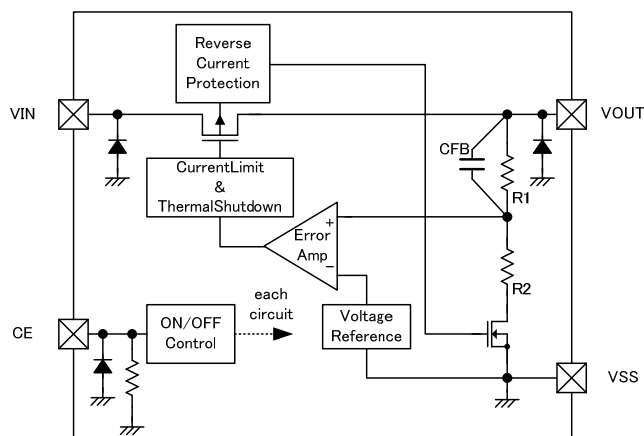 Reverse
Current
Protection
VIN
VOUT
CFB
R1
CurrentLimit
&
ThermalShutdown
+
Error
Amp
−
R2
each
circuit
Voltage
Reference
CE
ON/OFF
Control
VSS